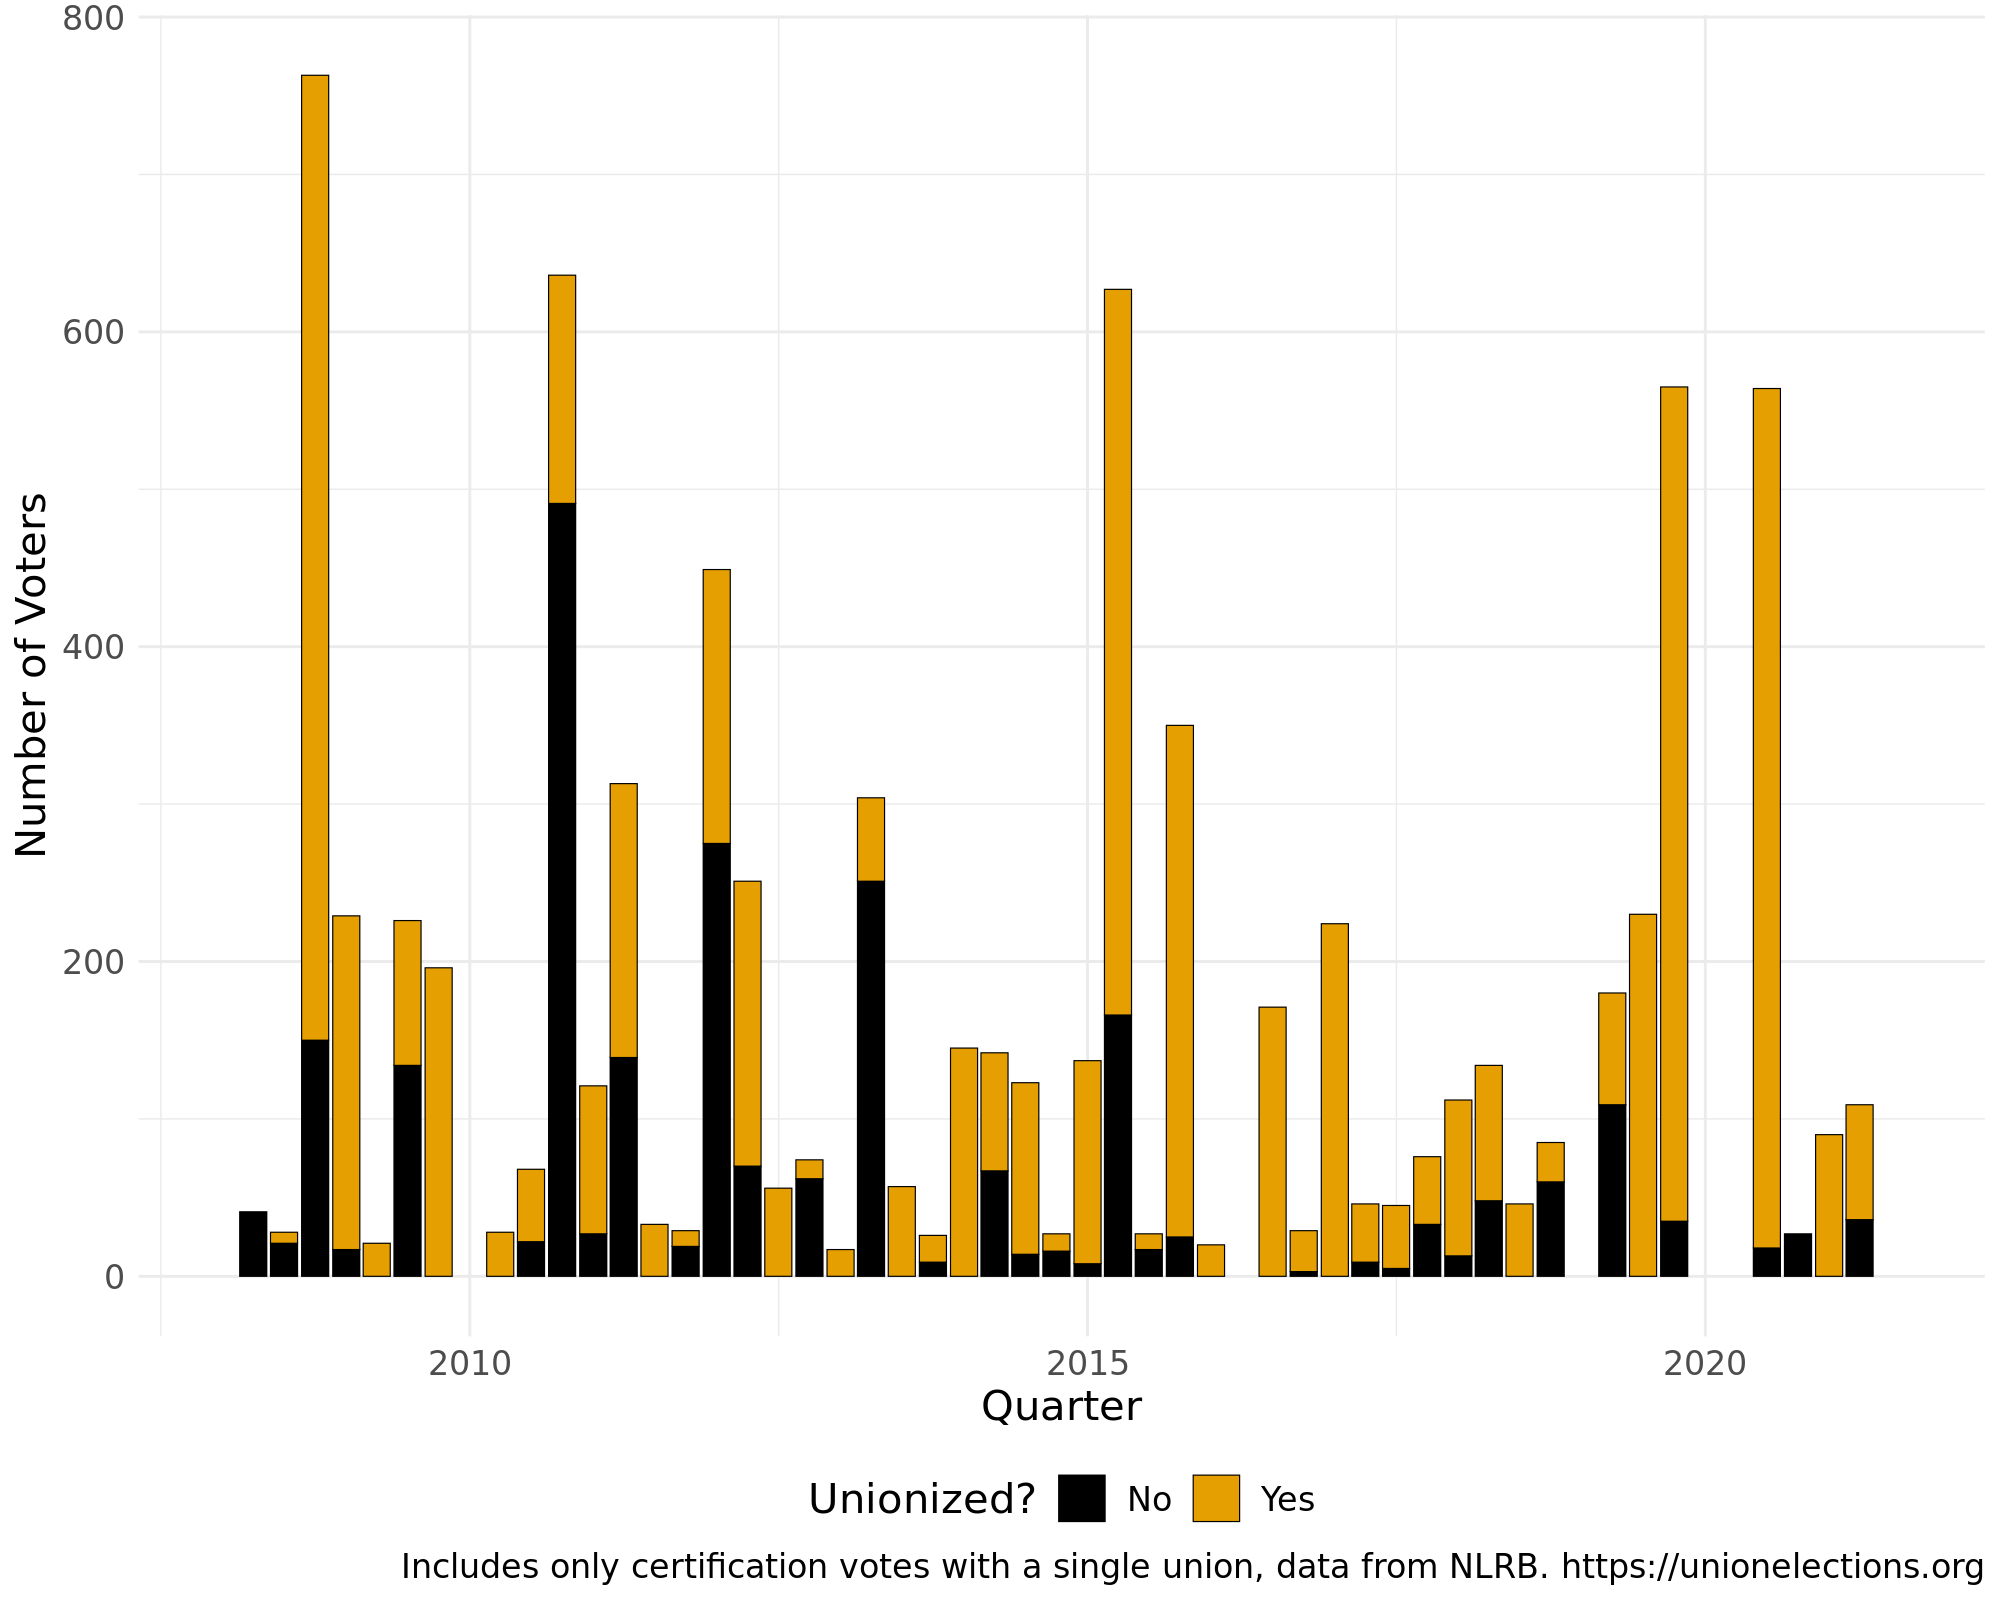 800
600
400
200
0
Number of Voters
2010 2015 2020
Quarter
Unionized? No Yes
Includes only certification votes with a single union, data from NLRB. https://unionelections.org